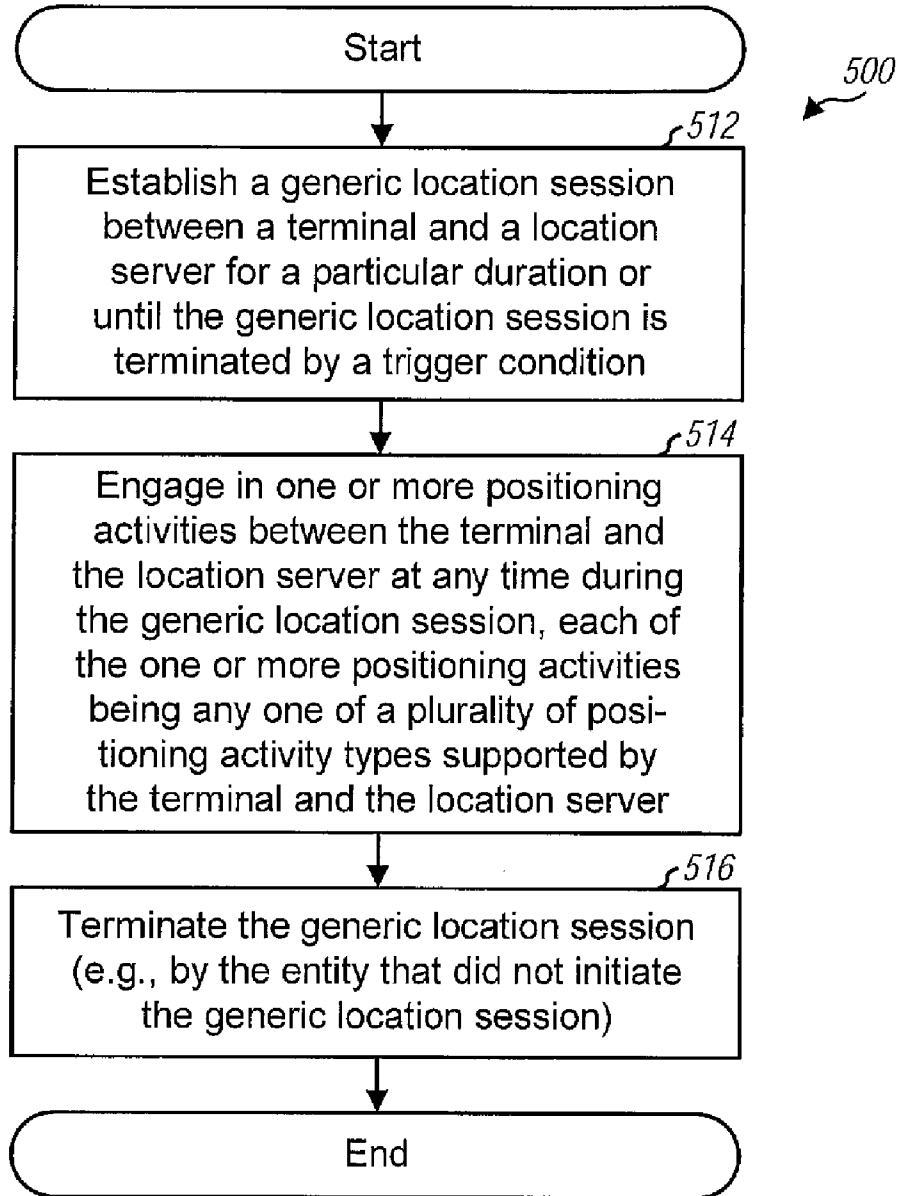 Start
500
512
Establish a generic location session
between a terminal and a location
server for a particular duration or
until the generic location session is
terminated by a trigger condition
514
Engage in one or more positioning
activities between the terminal and
the location server at any time during
the generic location session, each of
the one or more positioning activities
being any one of a plurality of posi-
tioning activity types supported by
the terminal and the location server
516
Terminate the generic location session
(e.g., by the entity that did not initiate
the generic location session)
End